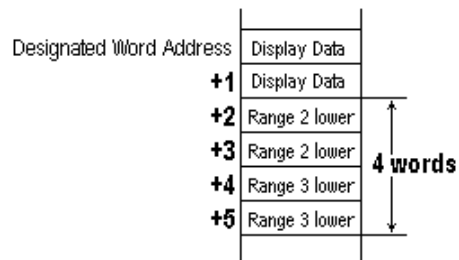 Designated Word Address Display Data
+1 Display Data
+2 Range 2 lower
+3 Range 2 lower
4 words
+4 Range 3 lower
+5 Range 3 lower